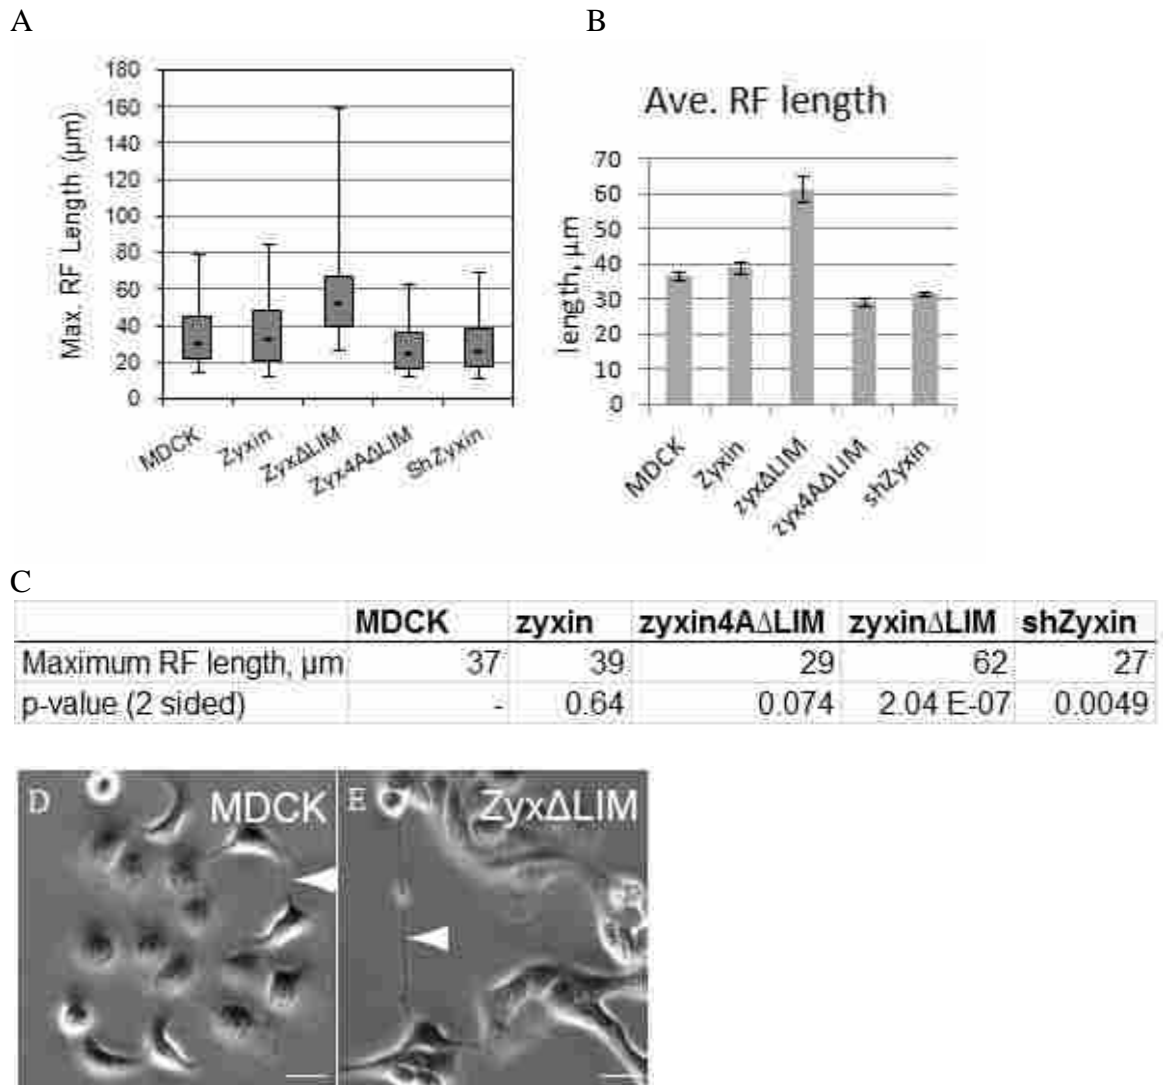 A
B
180
160
140
120
100
80
60
40
20
0
Max. RF Length (µm)
MDCK
Zyxin
ZyxΔLIM
Zyx4AΔLIM
ShZyxin
Ave. RF length
70
60
50
40
30
20
10
0
length, µm
MDCK
Zyxin
zyxΔLIM
zyx4AΔLIM
shZyxin
C
MDCK zyxin zyxin4AΔLIM zyxinΔLIM shZyxin
Maximum RF length, µm 37 39 29 62 27
p-value (2 sided) - 0.64 0.074 2.04 E-07 0.0049
D MDCK
E ZyxΔLIM